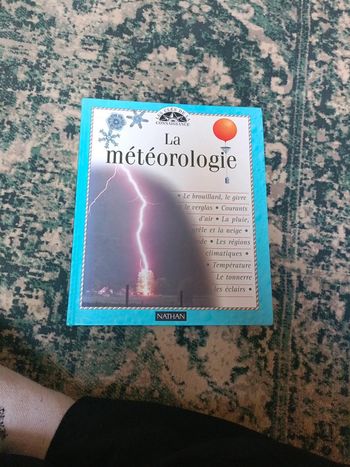 CONNAISSANCE
La
météorologie
• Le brouillard, le givre
le verglas • Courants
d'air • La pluie,
et la neige •
• Les régions
climatiques •
• Température
Le tonnerre
les éclairs •
NATHAN